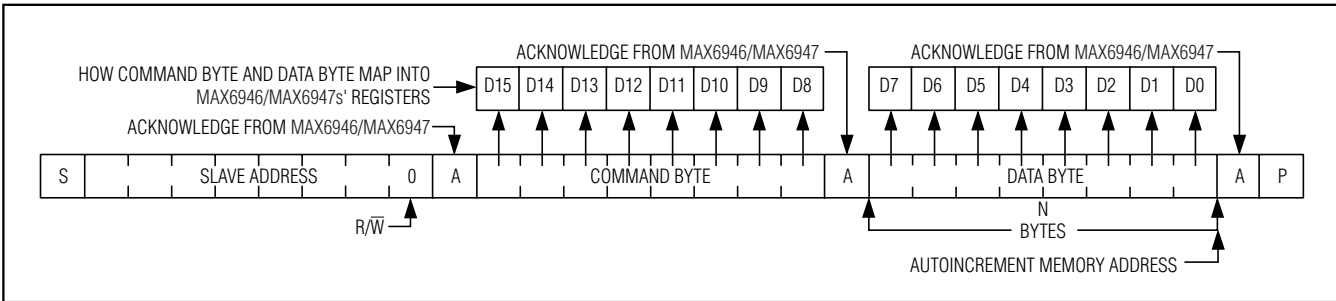 ACKNOWLEDGE FROM MAX6946/MAX6947
ACKNOWLEDGE FROM MAX6946/MAX6947
HOW COMMAND BYTE AND DATA BYTE MAP INTO
MAX6946/MAX6947s' REGISTERS
D15 D14 D13 D12 D11 D10 D9 D8
D7 D6 D5 D4 D3 D2 D1 D0
ACKNOWLEDGE FROM MAX6946/MAX6947
S SLAVE ADDRESS 0 A COMMAND BYTE A DATA BYTE A P
R/W̅
N
BYTES
AUTOINCREMENT MEMORY ADDRESS